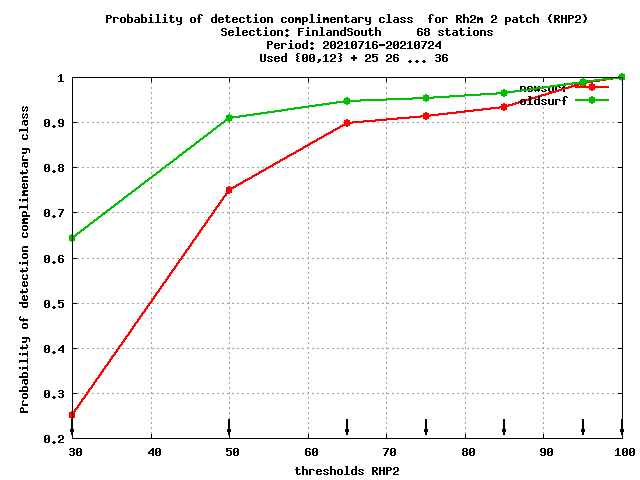 Probability of detection complimentary class  for Rh2m 2 patch (RHP2)
Selection: FinlandSouth     68 stations
Period: 20210716-20210724
Used {00,12} + 25 26 ... 36
Probability of detection complimentary class
1
0.9
0.8
0.7
0.6
0.5
0.4
0.3
0.2
newsurf
oldsurf
30 40 50 60 70 80 90 100
thresholds RHP2